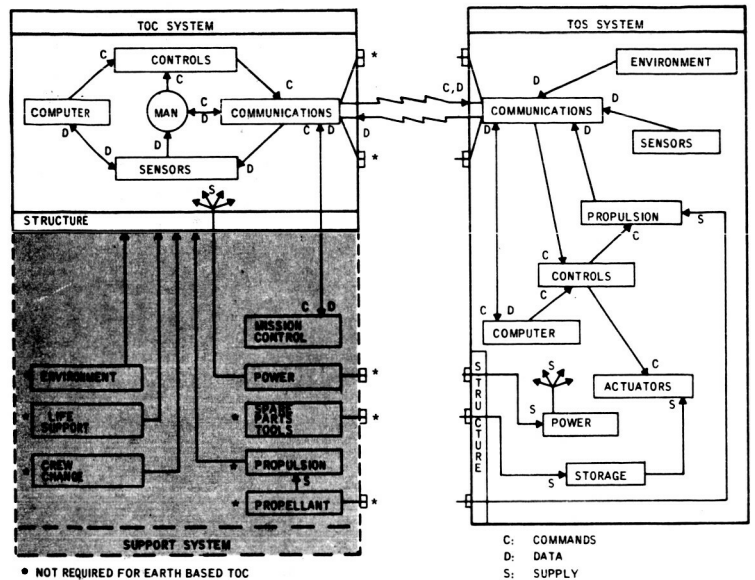 TOC SYSTEM
C
CONTROLS
C
C
COMPUTER
MAN
C
D
COMMUNICATIONS
D
D
D
SENSORS
D
C D
S
STRUCTURE
*
*
C,D
D
C D
MISSION
CONTROL
ENVIRONMENT
POWER
*
* LIFE
SUPPORT
* SPARE
PARTS
TOOLS
*
* CREW
CHANGE
* PROPULSION
S
* PROPELLANT
*
SUPPORT SYSTEM
* NOT REQUIRED FOR EARTH BASED TOC
TOS SYSTEM
ENVIRONMENT
D
COMMUNICATIONS
D
D
D
SENSORS
PROPULSION
S
C
C
CONTROLS
C
C D
COMPUTER
C
ACTUATORS
S
STRUCTURE
S
S
POWER
S
STORAGE
C: COMMANDS
D: DATA
S: SUPPLY